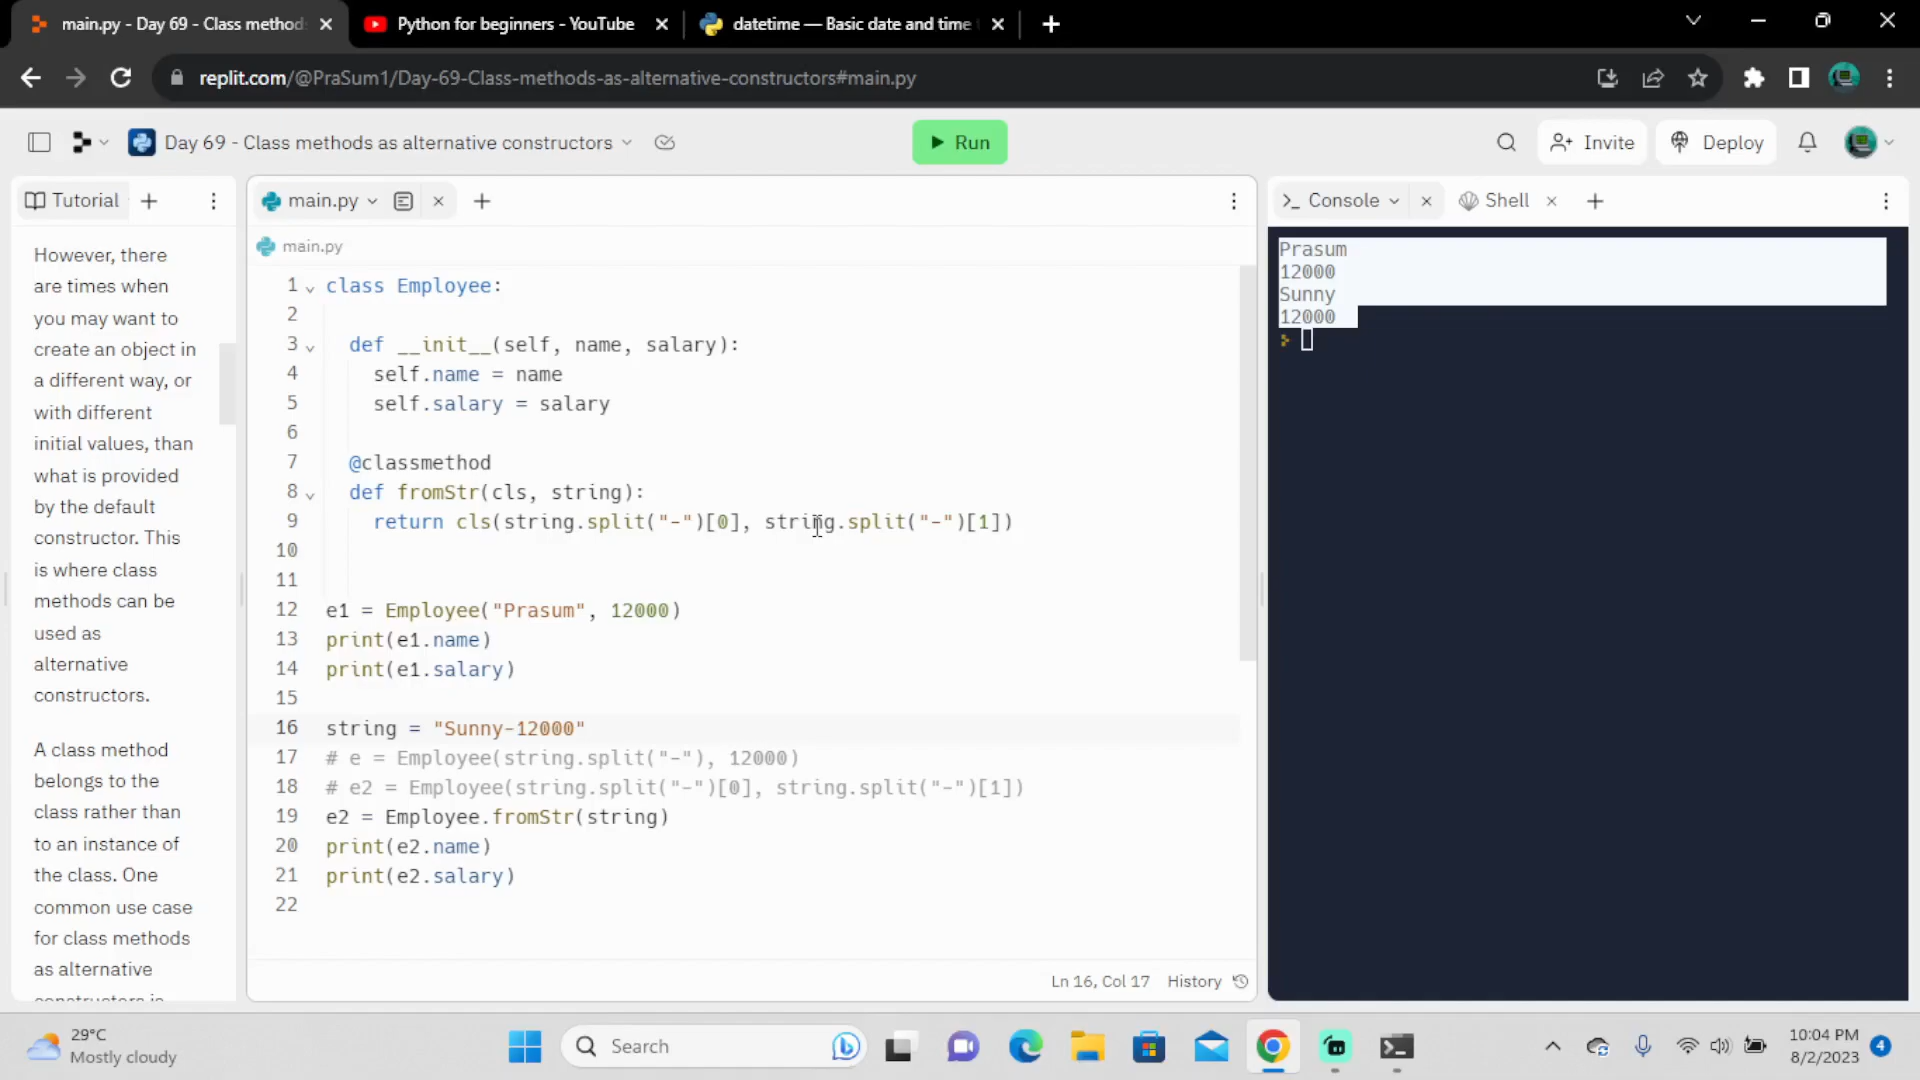 main.py - Day 69 - Class methods
Python for beginners - YouTube
datetime — Basic date and time
replit.com/@PraSum1/Day-69-Class-methods-as-alternative-constructors#main.py
Day 69 - Class methods as alternative constructors
Run
Invite
Deploy
Tutorial
main.py
Console
Shell
However, there
are times when
you may want to
create an object in
a different way, or
with different
initial values, than
what is provided
by the default
constructor. This
is where class
methods can be
used as
alternative
constructors.
A class method
belongs to the
class rather than
to an instance of
the class. One
common use case
for class methods
as alternative
constructors is
main.py
1 class Employee:
2
3 def __init__(self, name, salary):
4 self.name = name
5 self.salary = salary
6
7 @classmethod
8 def fromStr(cls, string):
9 return cls(string.split("-")[0], string.split("-")[1])
10
11
12 e1 = Employee("Prasum", 12000)
13 print(e1.name)
14 print(e1.salary)
15
16 string = "Sunny-12000"
17 # e = Employee(string.split("-"), 12000)
18 # e2 = Employee(string.split("-")[0], string.split("-")[1])
19 e2 = Employee.fromStr(string)
20 print(e2.name)
21 print(e2.salary)
22
Ln 16, Col 17 History
Prasum
12000
Sunny
12000
29°C
Mostly cloudy
Search
10:04 PM
8/2/2023
4